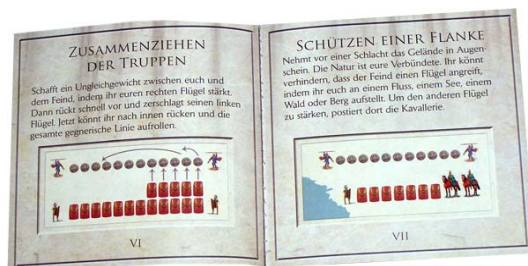 ZUSAMMENZIEHEN
DER TRUPPEN
Schafft ein Ungleichgewicht zwischen euch und
dem Feind, indem ihr euren rechten Flügel stärkt.
Dann rückt schnell vor und zerschlagt seinen linken
Flügel. Jetzt könnt ihr nach innen rücken und die
gesamte gegnerische Linie aufrollen.
VI
SCHÜTZEN EINER FLANKE
Nehmt vor einer Schlacht das Gelände in Augen-
schein. Die Natur ist eure Verbündete. Ihr könnt
verhindern, dass der Feind einen Flügel angreift,
indem ihr euch an einem Fluss, einem See, einem
Wald oder Berg aufstellt. Um den anderen Flügel
zu stärken, postiert dort die Kavallerie.
VII